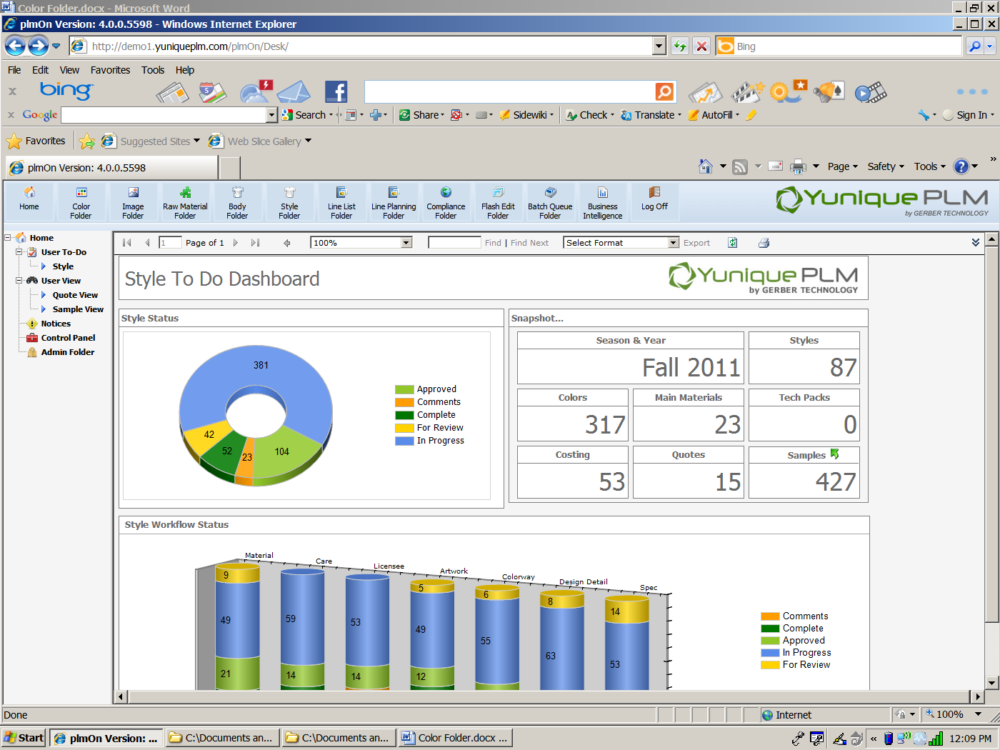 Color Folder.docx - Microsoft Word
plmOn Version: 4.0.0.5598 - Windows Internet Explorer
http://demo1.yuniqueplm.com/plmOn/Desk/
Bing
File Edit View Favorites Tools Help
x bing
x Google Search Share Sidewiki Check Translate AutoFill Sign In
Favorites Suggested Sites Web Slice Gallery
plmOn Version: 4.0.0.5598
Page Safety Tools
Home
Color Folder
Image Folder
Raw Material Folder
Body Folder
Style Folder
Line List Folder
Line Planning Folder
Compliance Folder
Flash Edit Folder
Batch Queue Folder
Business Intelligence
Log Off
Yunique PLM
by GERBER TECHNOLOGY
Home
User To-Do
Style
User View
Quote View
Sample View
Notices
Control Panel
Admin Folder
1 Page of 1 100% Find | Find Next Select Format Export
Style To Do Dashboard
Yunique PLM
by GERBER TECHNOLOGY
Style Status
381
42
52
23
104
Approved
Comments
Complete
For Review
In Progress
Snapshot...
Season & Year
Fall 2011
Styles
87
Colors
317
Main Materials
23
Tech Packs
0
Costing
53
Quotes
15
Samples
427
Style Workflow Status
Material
Care
Licensee
Artwork
Colorway
Design Detail
Spec
9
49
21
59
14
53
14
5
49
12
6
55
8
63
14
53
Comments
Complete
Approved
In Progress
For Review
Done
Internet
100%
Start
plmOn Version: ...
C:\Documents an...
C:\Documents an...
Color Folder.docx ...
12:09 PM